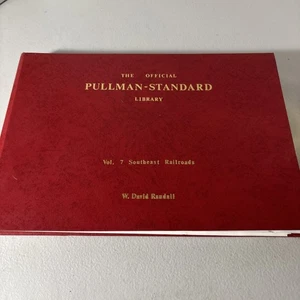 THE OFFICIAL
PULLMAN-STANDARD
LIBRARY
Vol. 7 Southeast Railroads
W. David Randall